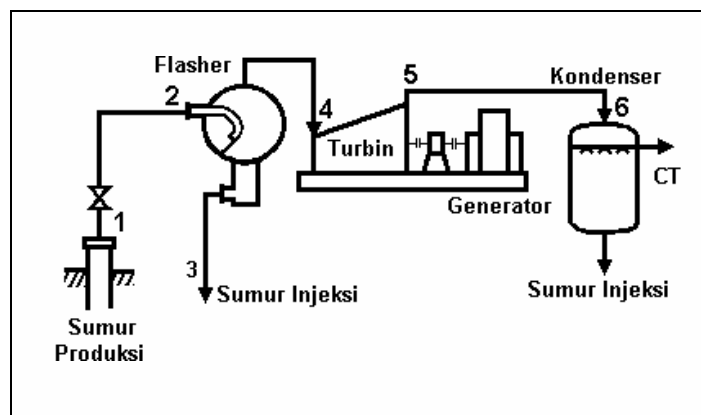 Flasher
2
1
Sumur
Produksi
3
Sumur Injeksi
4
5
Turbin
Generator
Kondenser
6
CT
Sumur Injeksi